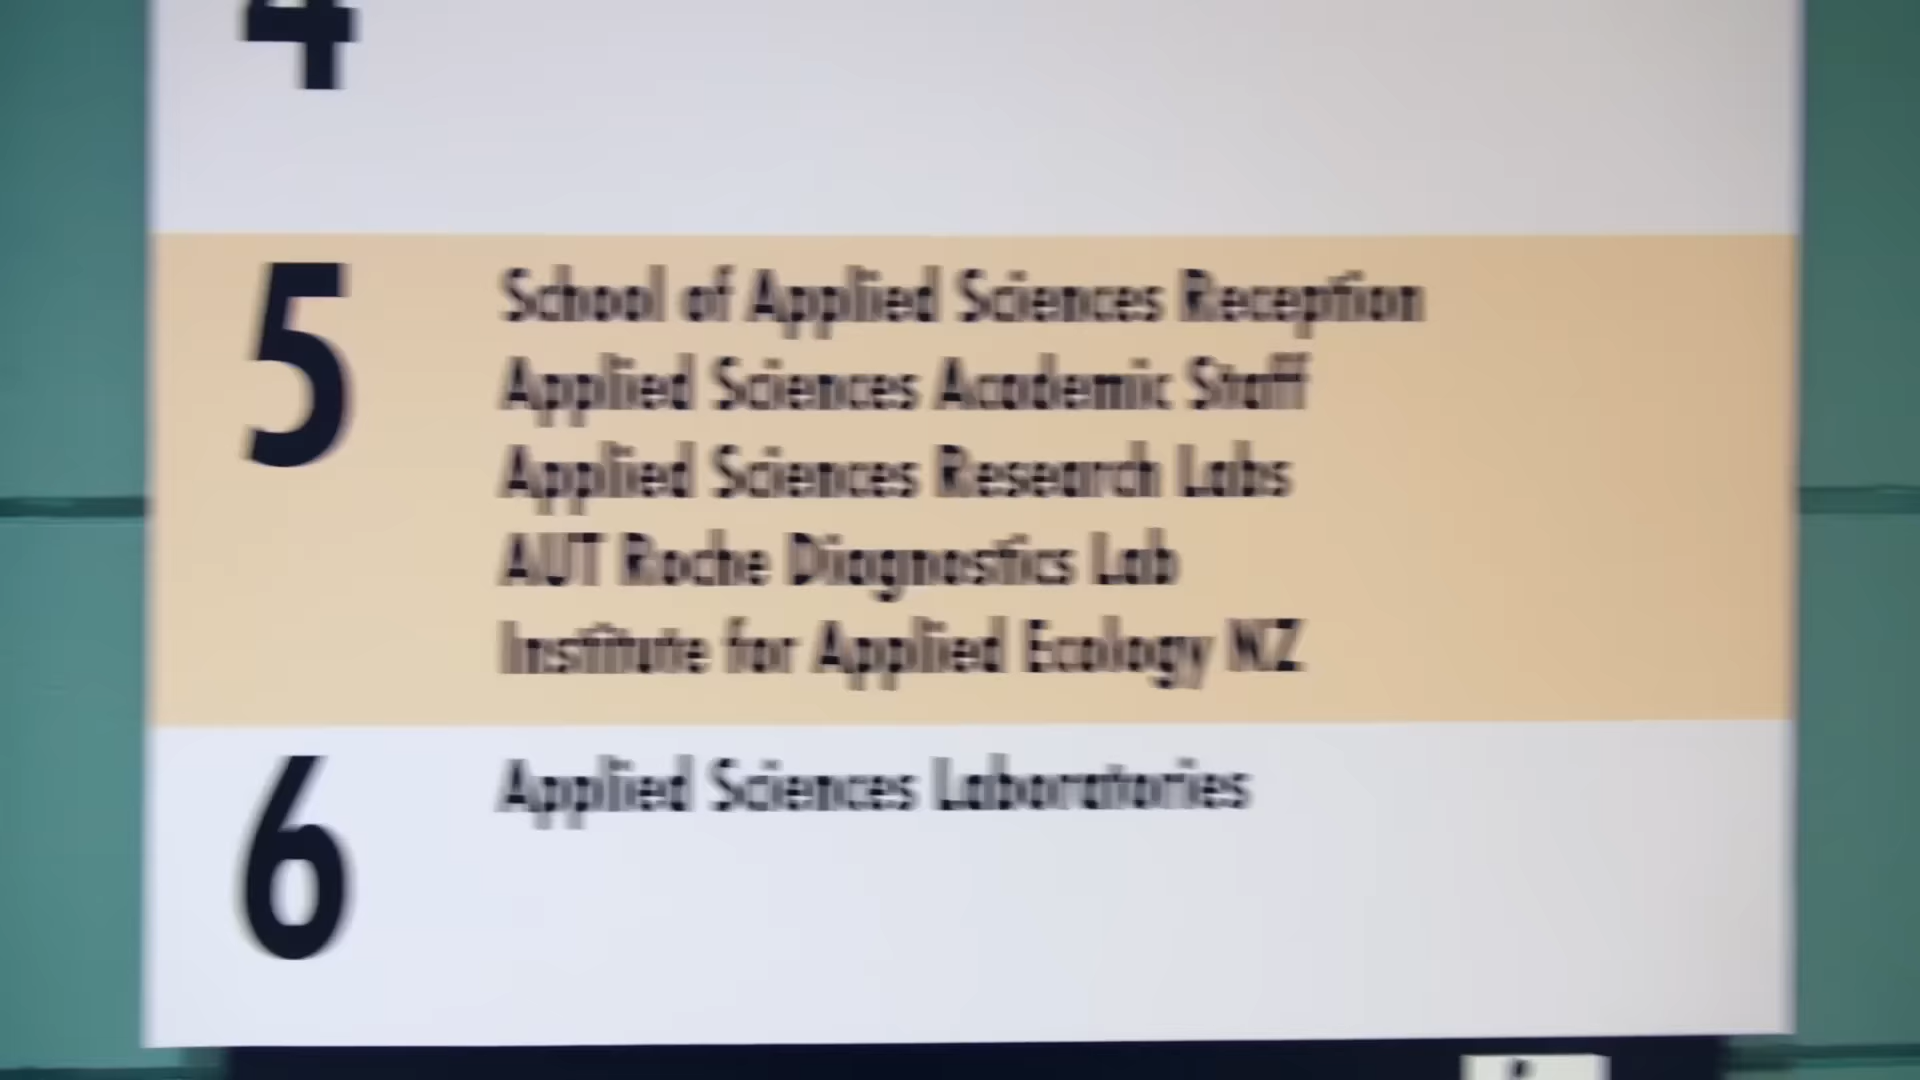 4
5 School of Applied Sciences Reception
Applied Sciences Academic Staff
Applied Sciences Research Labs
AUT Roche Diagnostics Lab
Institute for Applied Ecology NZ
6 Applied Sciences Laboratories